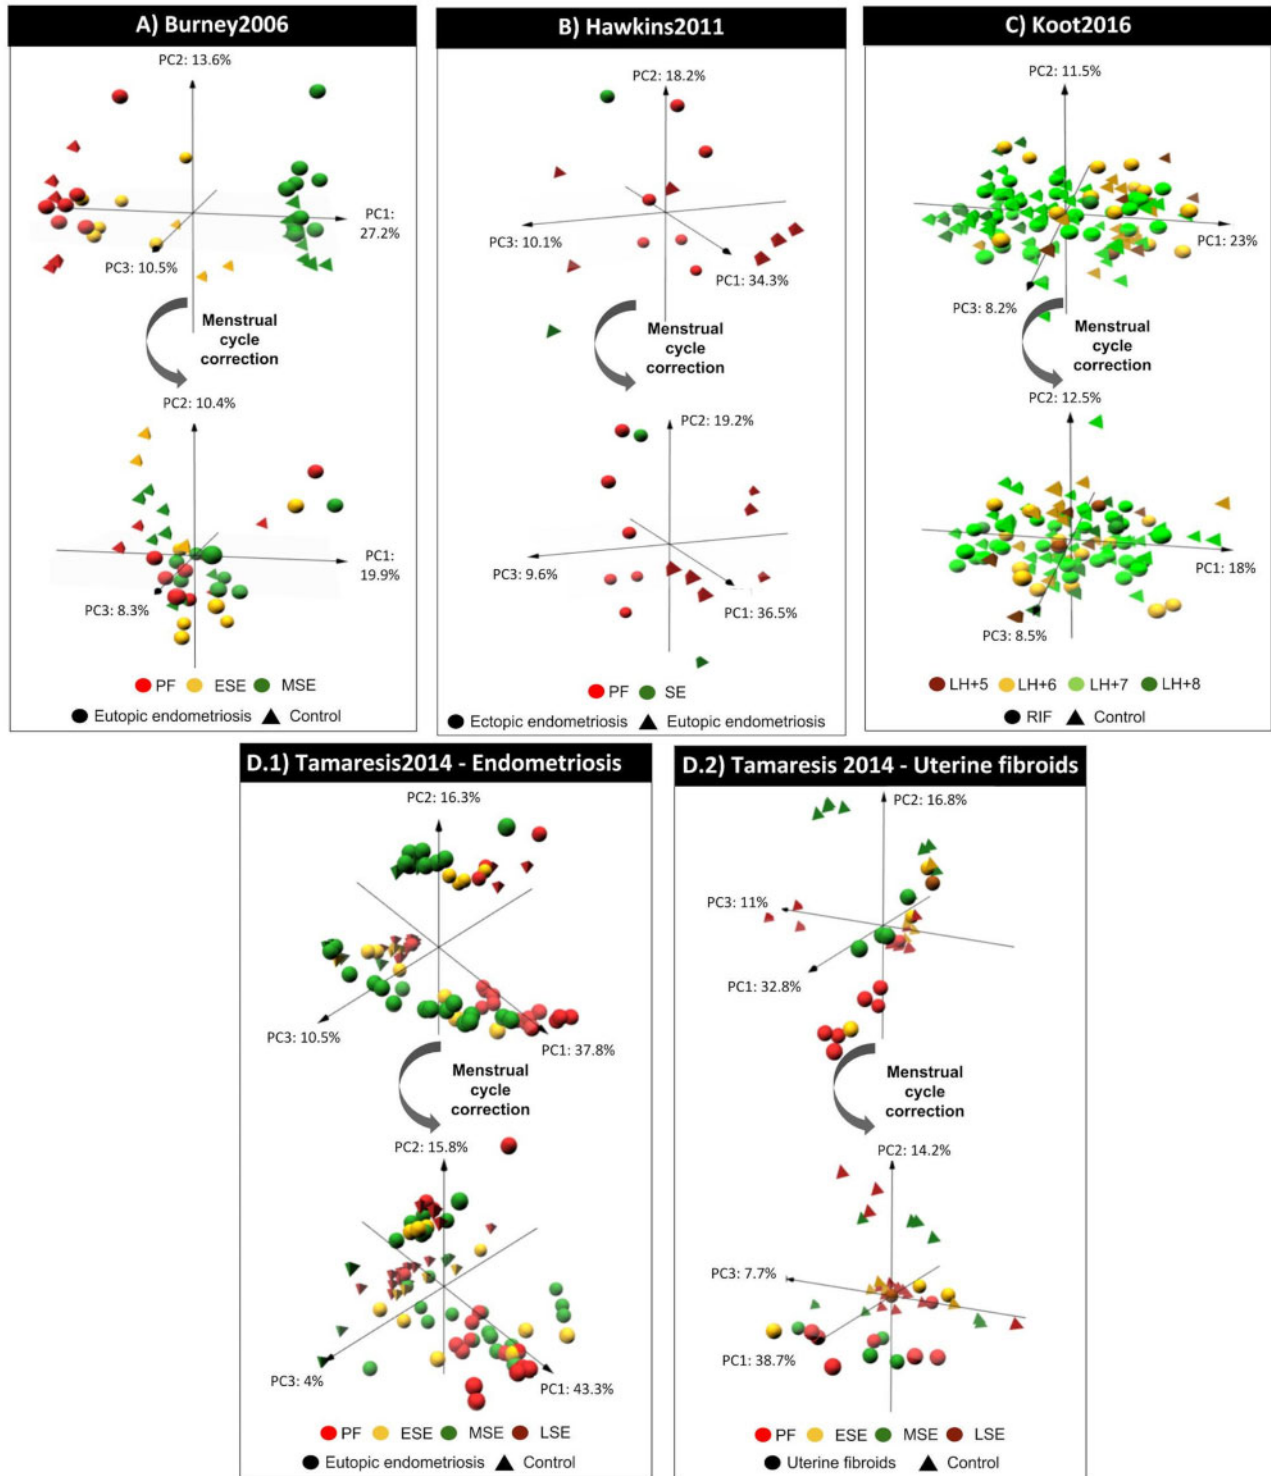 A) Burney2006
PC2: 13.6%
PC1:
27.2%
PC3: 10.5%
Menstrual
cycle
correction
PC2: 10.4%
PC1:
19.9%
PC3: 8.3%
PF ESE MSE
Eutopic endometriosis Control
B) Hawkins2011
PC2: 18.2%
PC3: 10.1%
PC1: 34.3%
Menstrual
cycle
correction
PC2: 19.2%
PC3: 9.6%
PC1: 36.5%
PF SE
Ectopic endometriosis Eutopic endometriosis
C) Koot2016
PC2: 11.5%
PC1: 23%
PC3: 8.2%
Menstrual
cycle
correction
PC2: 12.5%
PC1: 18%
PC3: 8.5%
LH+5 LH+6 LH+7 LH+8
RIF Control
D.1) Tamaresis2014 - Endometriosis
PC2: 16.3%
PC3: 10.5%
PC1: 37.8%
Menstrual
cycle
correction
PC2: 15.8%
PC3: 4%
PC1: 43.3%
PF ESE MSE LSE
Eutopic endometriosis Control
D.2) Tamaresis 2014 - Uterine fibroids
PC2: 16.8%
PC3: 11%
PC1: 32.8%
Menstrual
cycle
correction
PC2: 14.2%
PC3: 7.7%
PC1: 38.7%
PF ESE MSE LSE
Uterine fibroids Control